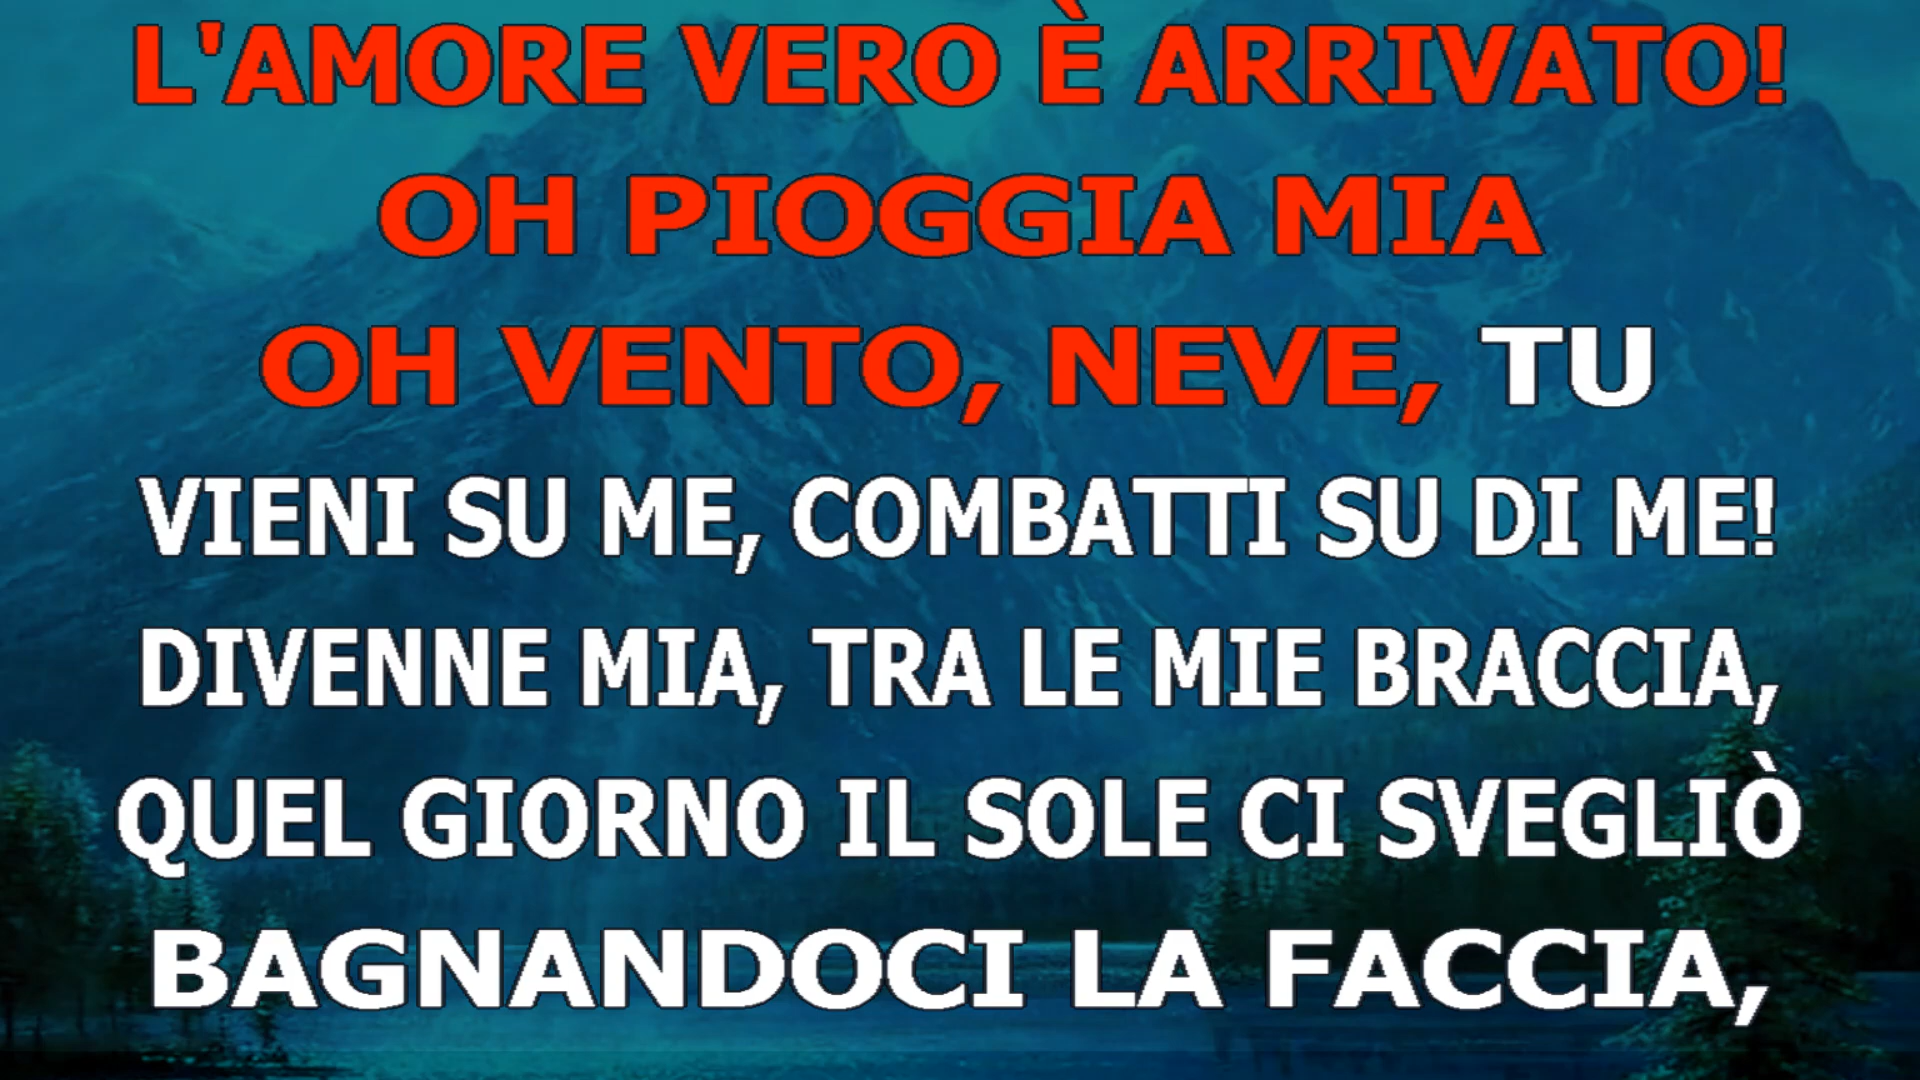 L'AMORE VERO È ARRIVATO!
OH PIOGGIA MIA
OH VENTO, NEVE, TU
VIENI SU ME, COMBATTI SU DI ME!
DIVENNE MIA, TRA LE MIE BRACCIA,
QUEL GIORNO IL SOLE CI SVEGLIÒ
BAGNANDOCI LA FACCIA,